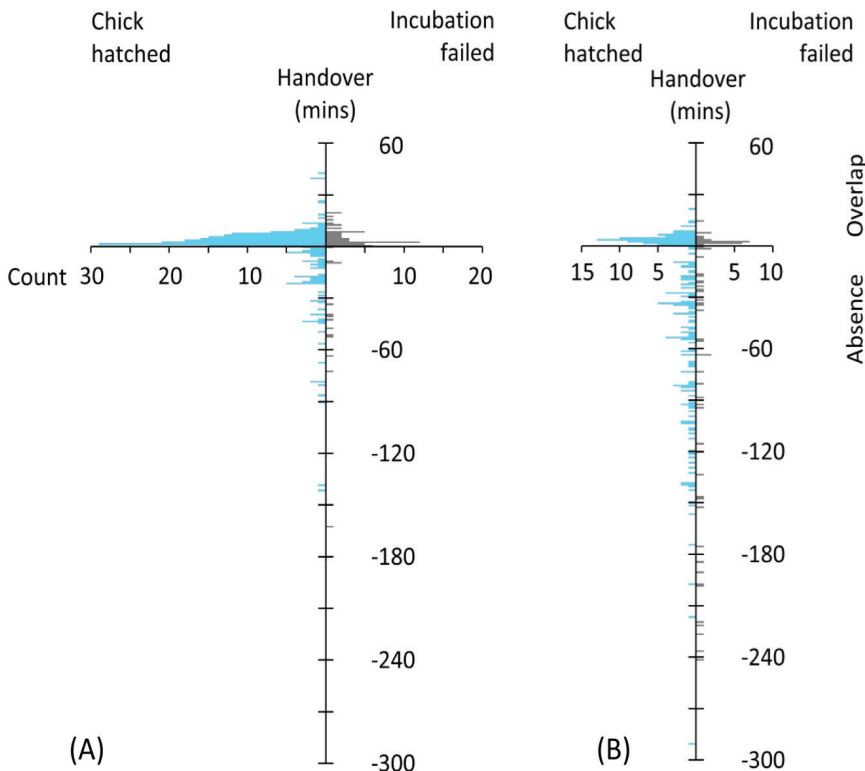 Chick
hatched
Incubation
failed
Handover
(mins)
60
Count
30
20
10
10
20
-60
-120
-180
-240
-300
(A)
Chick
hatched
Incubation
failed
Handover
(mins)
60
15
10
5
5
10
-60
-120
-180
-240
-300
(B)
Overlap
Absence